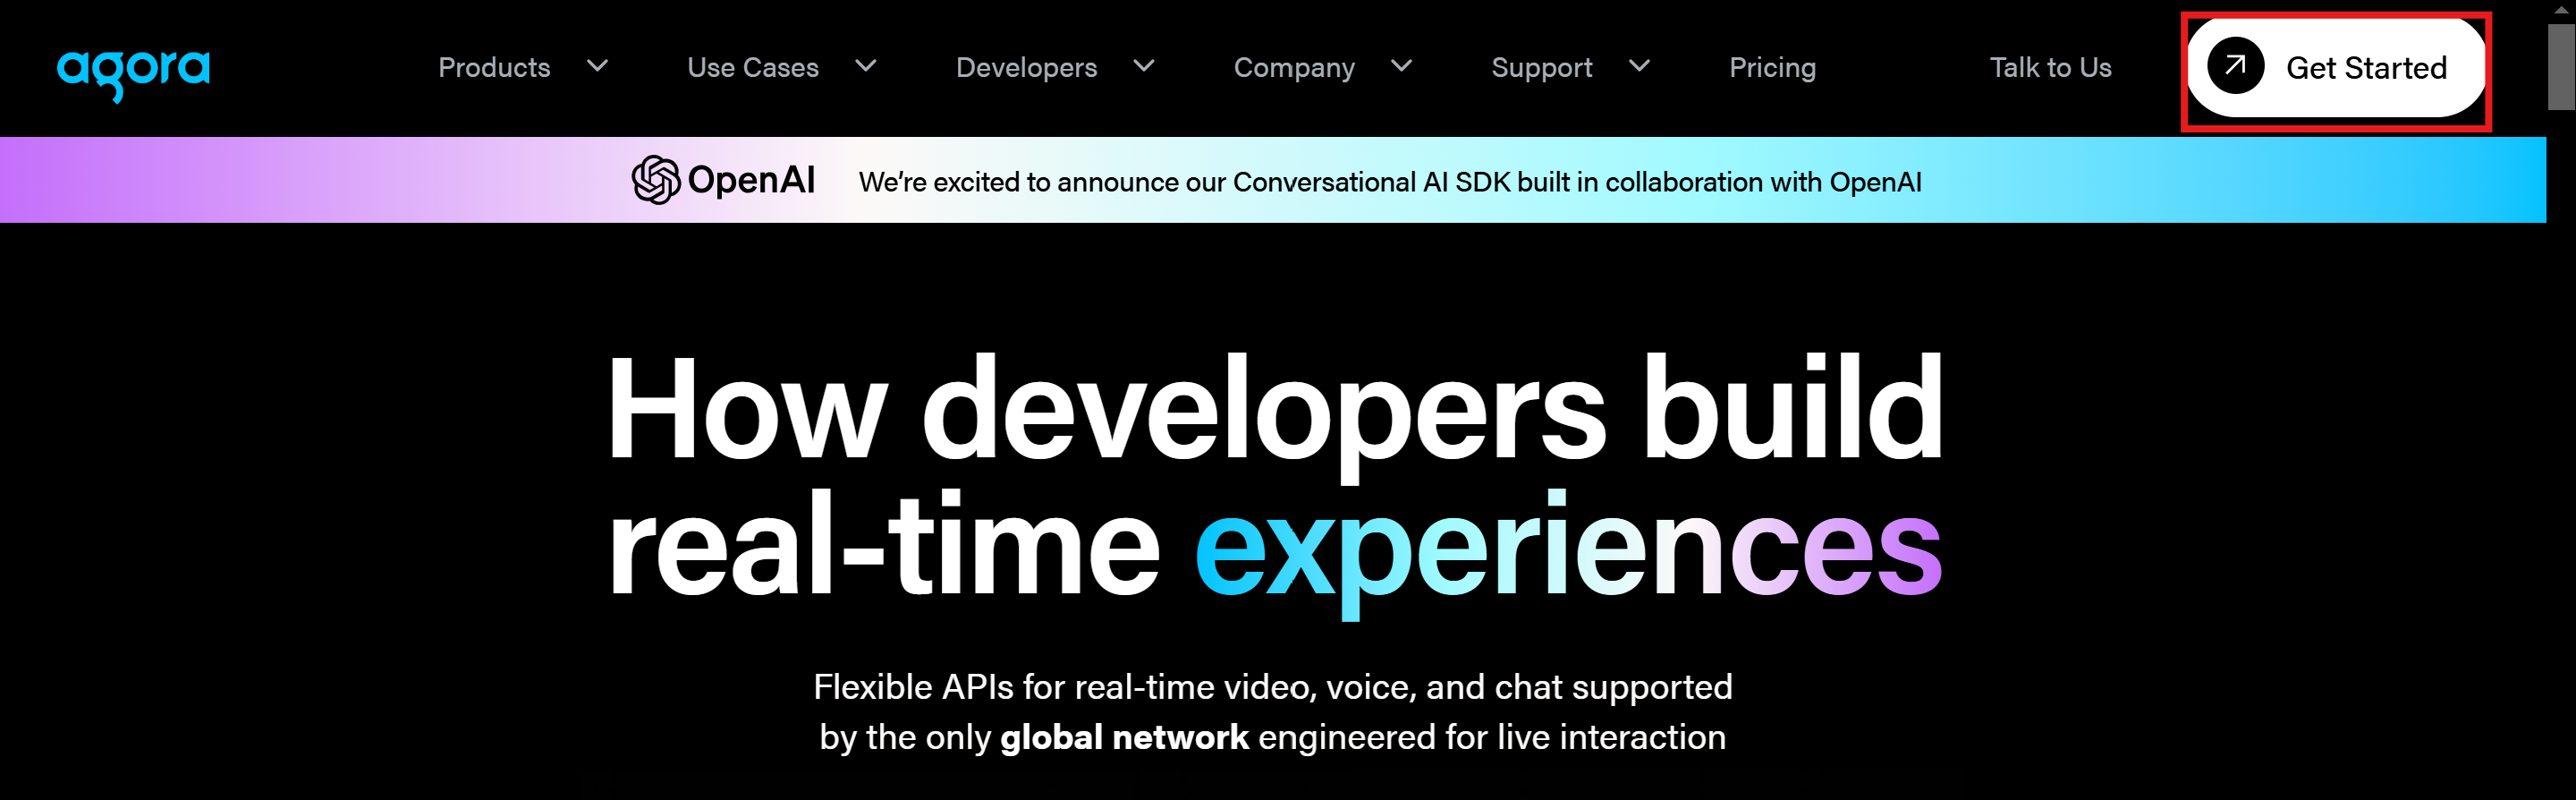 agora
Products Use Cases Developers Company Support Pricing Talk to Us Get Started
OpenAI We’re excited to announce our Conversational AI SDK built in collaboration with OpenAI
How developers build
real-time experiences
Flexible APIs for real-time video, voice, and chat supported
by the only global network engineered for live interaction